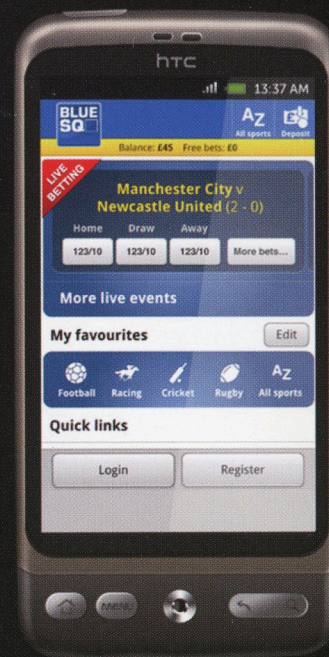 hTC
13:37 AM
BLUE
SQ
AZ
All sports
Deposit
Balance: £45 Free bets: £0
LIVE
BETTING
Manchester City v
Newcastle United (2 - 0)
Home Draw Away
123/10 123/10 123/10 More bets...
More live events
My favourites Edit
Football Racing Cricket Rugby AZ All sports
Quick links
Login Register
MENU